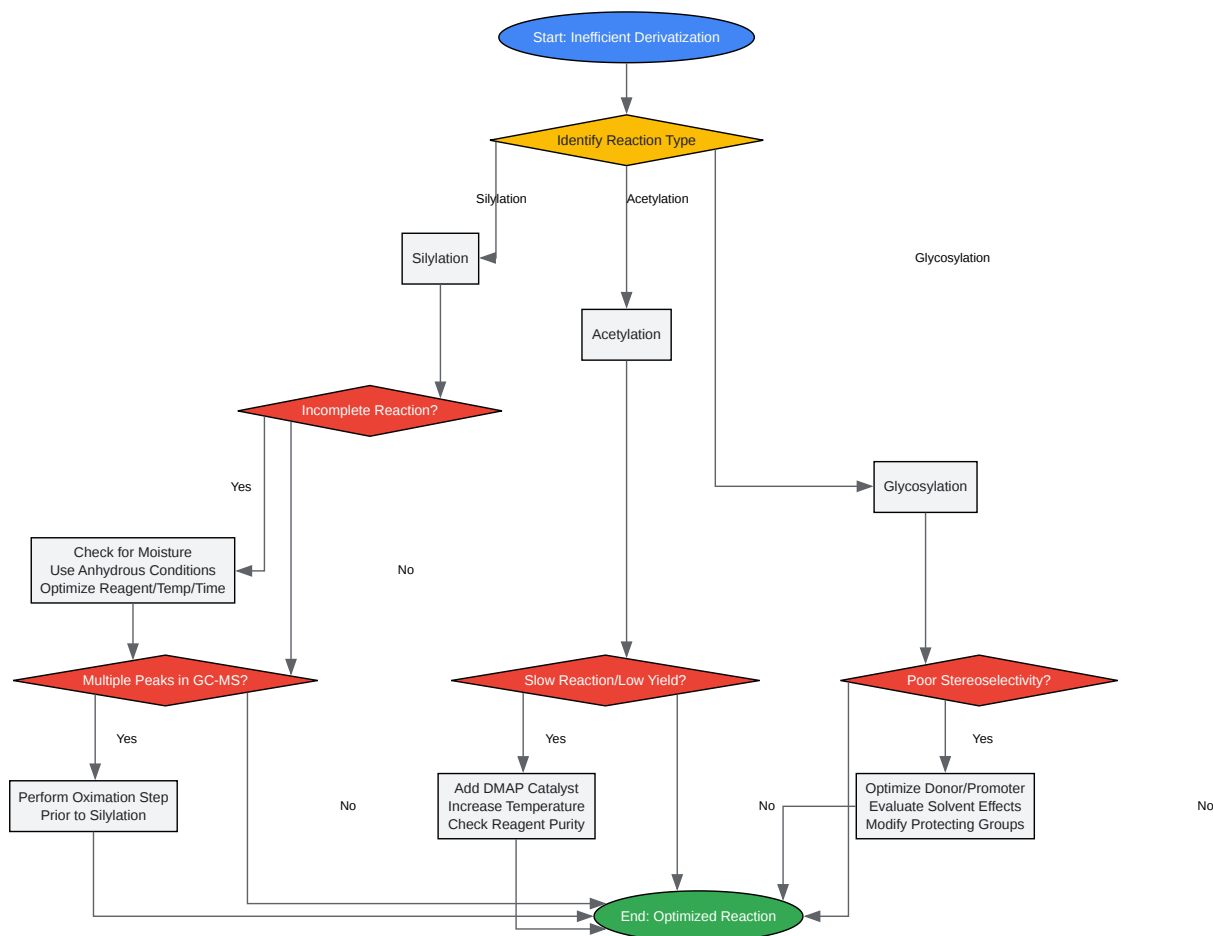 Start: Inefficient Derivatization
Identify Reaction Type
Silylation
Acetylation
Silylation
Glycosylation
Acetylation
Incomplete Reaction?
Yes
Glycosylation
Check for Moisture
Use Anhydrous Conditions
Optimize Reagent/Temp/Time
No
Multiple Peaks in GC-MS?
Slow Reaction/Low Yield?
Poor Stereoselectivity?
Yes
Yes
Yes
Perform Oximation Step
Prior to Silylation
No
Add DMAP Catalyst
Increase Temperature
Check Reagent Purity
No
Optimize Donor/Promoter
Evaluate Solvent Effects
Modify Protecting Groups
No
End: Optimized Reaction